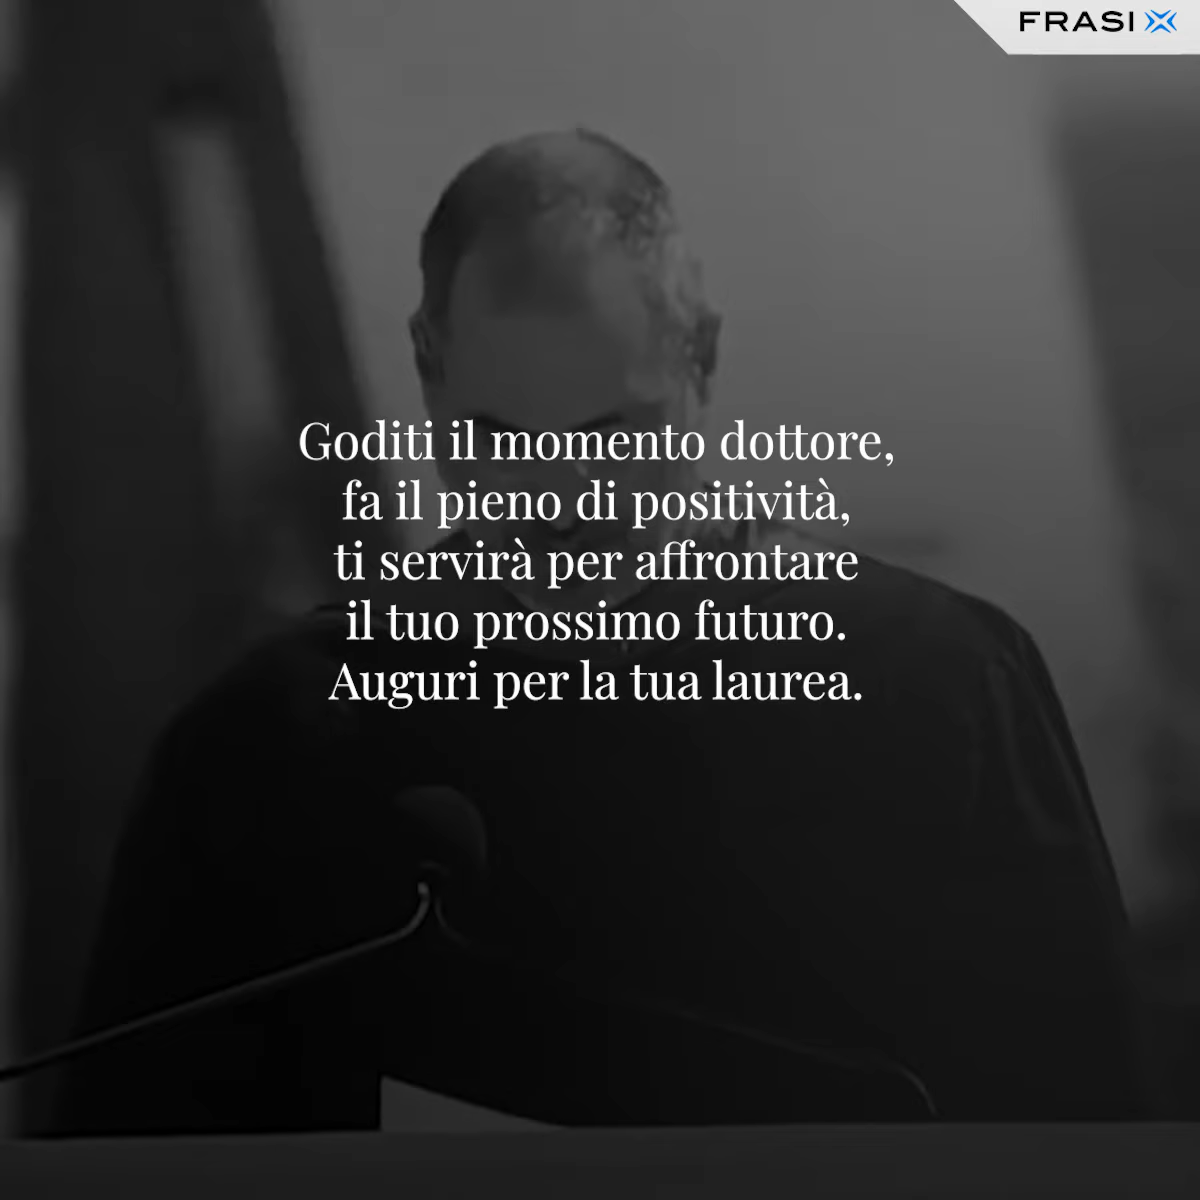 FRASI X
Goditi il momento dottore,
fa il pieno di positività,
ti servirà per affrontare
il tuo prossimo futuro.
Auguri per la tua laurea.